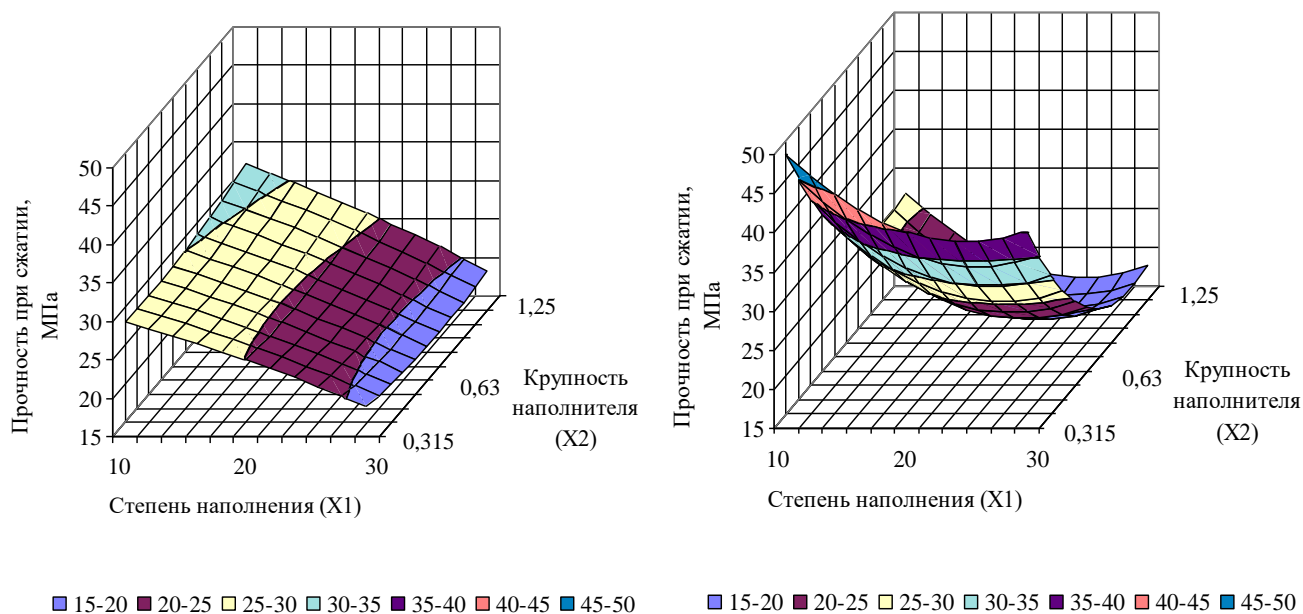 Прочность при сжатии,
МПа
50
45
40
35
30
25
20
15
10
20
30
0,315
0,63
1,25
Крупность
наполнителя
(X2)
Степень наполнения (X1)
15-20 20-25 25-30 30-35 35-40 40-45 45-50
Прочность при сжатии,
МПа
50
45
40
35
30
25
20
15
10
20
30
0,315
0,63
1,25
Крупность
наполнителя
(X2)
Степень наполнения (X1)
15-20 20-25 25-30 30-35 35-40 40-45 45-50